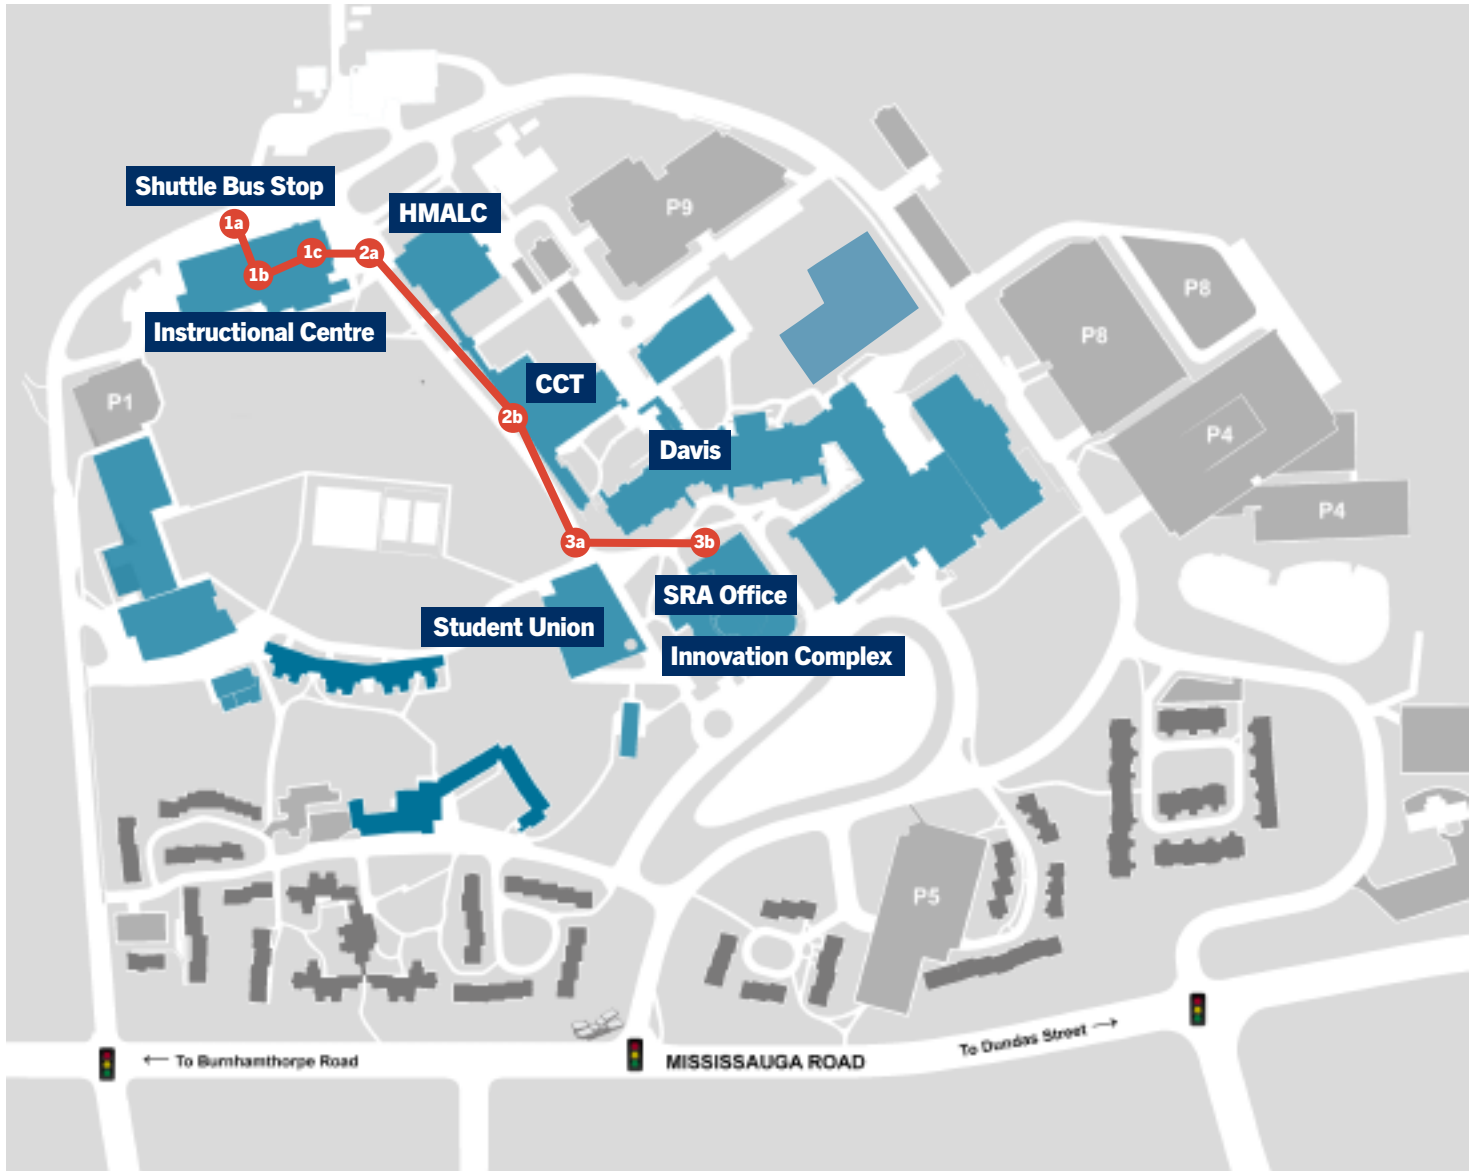 Shuttle Bus Stop
1a
HMALC
P9
1c
2a
1b
Instructional Centre
P8
P8
CCT
P1
2b
P4
Davis
P4
3a
3b
SRA Office
Student Union
Innovation Complex
P5
← To Burnhamthorpe Road
MISSISSAUGA ROAD
To Dundas Street →